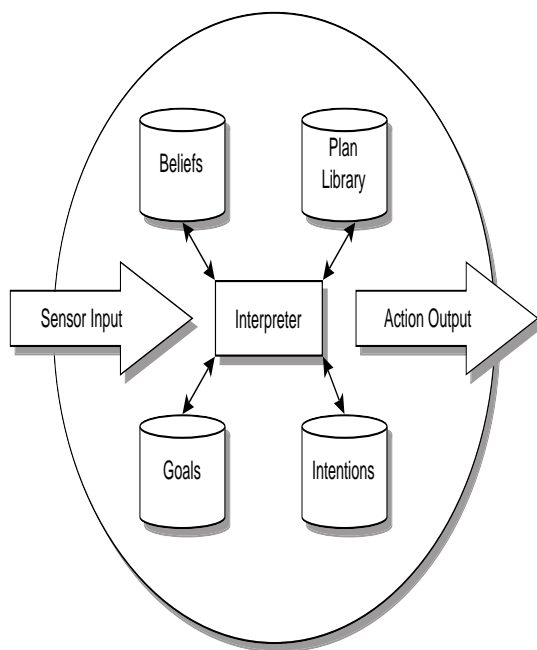 Beliefs
Plan
Library
Sensor Input
Interpreter
Action Output
Goals
Intentions